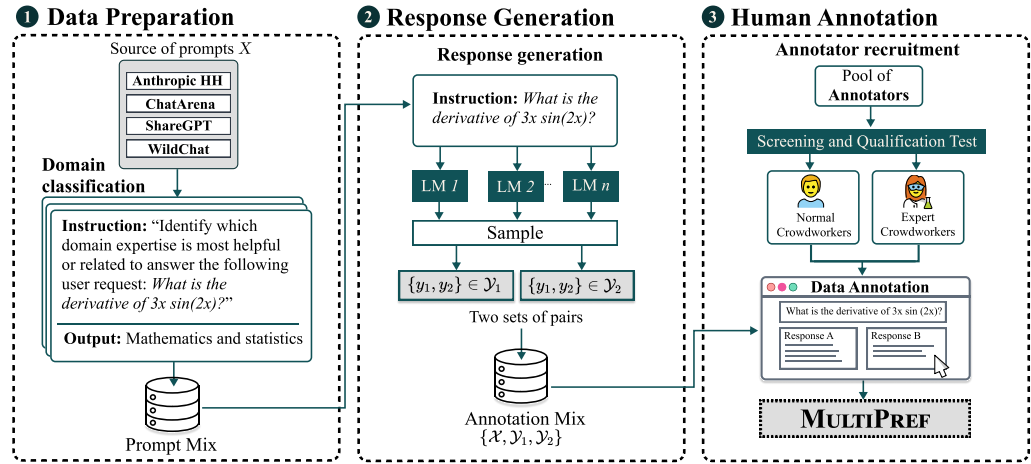 1 Data Preparation
Source of prompts X
Anthropic HH
ChatArena
ShareGPT
WildChat
Domain
classification
Instruction: “Identify which
domain expertise is most helpful
or related to answer the following
user request: What is the
derivative of 3x sin(2x)?”
Output: Mathematics and statistics
Prompt Mix
2 Response Generation
Response generation
Instruction: What is the
derivative of 3x sin(2x)?
LM 1 LM 2 ... LM n
Sample
{y₁, y₂} ∈ 𝒴₁ {y₁, y₂} ∈ 𝒴₂
Two sets of pairs
Annotation Mix
{𝒳, 𝒴₁, 𝒴₂}
3 Human Annotation
Annotator recruitment
Pool of
Annotators
Screening and Qualification Test
Normal
Crowdworkers
Expert
Crowdworkers
Data Annotation
What is the derivative of 3x sin (2x)?
Response A Response B
MULTIPREF